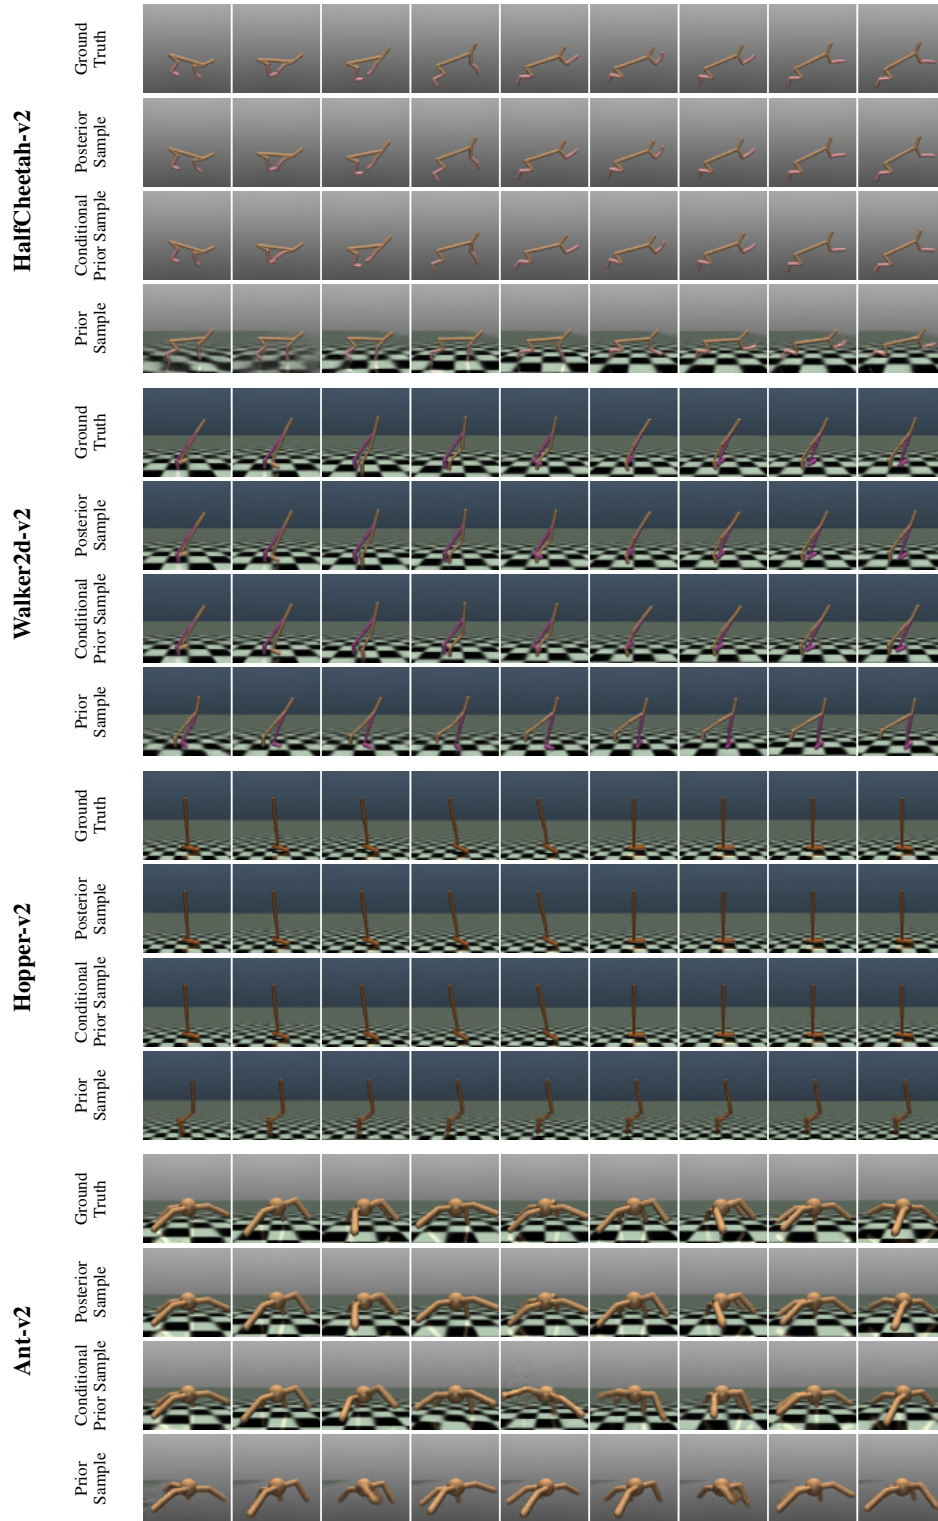 HalfCheetah-v2
Ground
Truth
Posterior
Sample
Conditional
Prior Sample
Prior
Sample
Walker2d-v2
Ground
Truth
Posterior
Sample
Conditional
Prior Sample
Prior
Sample
Hopper-v2
Ground
Truth
Posterior
Sample
Conditional
Prior Sample
Prior
Sample
Ant-v2
Ground
Truth
Posterior
Sample
Conditional
Prior Sample
Prior
Sample